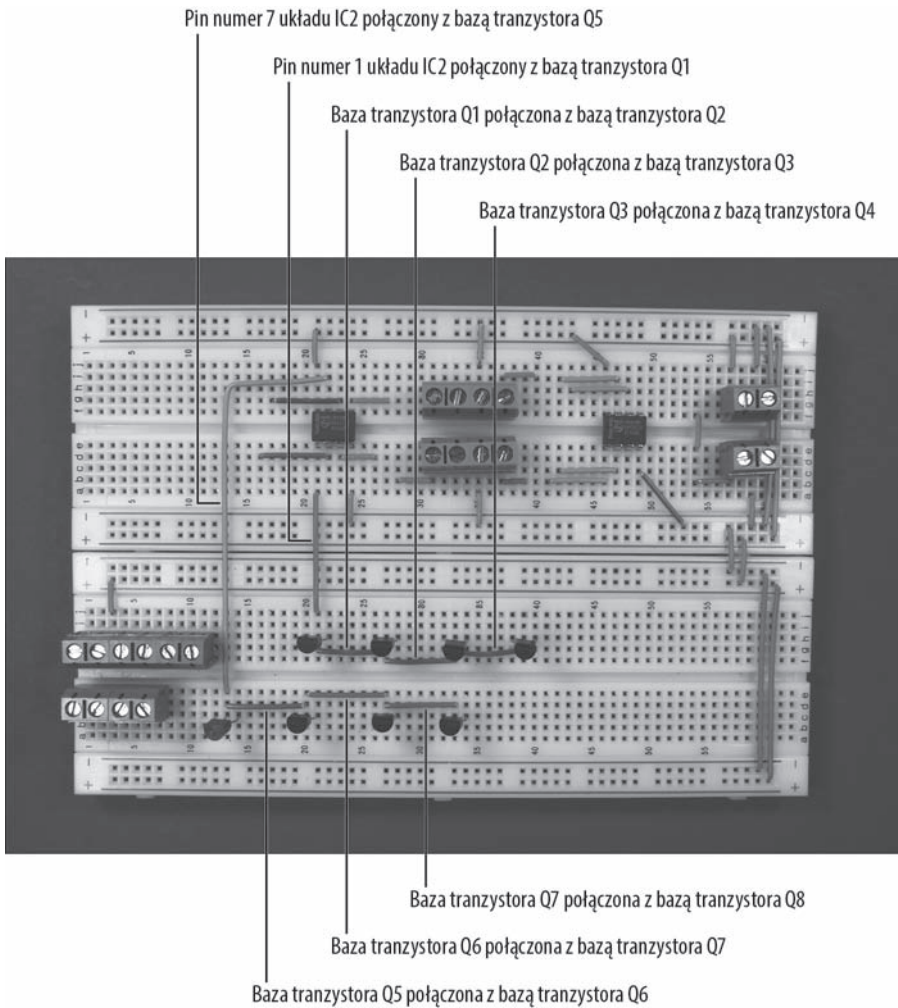 Pin numer 7 układu IC2 połączony z bazą tranzystora Q5
Pin numer 1 układu IC2 połączony z bazą tranzystora Q1
Baza tranzystora Q1 połączona z bazą tranzystora Q2
Baza tranzystora Q2 połączona z bazą tranzystora Q3
Baza tranzystora Q3 połączona z bazą tranzystora Q4
Baza tranzystora Q7 połączona z bazą tranzystora Q8
Baza tranzystora Q6 połączona z bazą tranzystora Q7
Baza tranzystora Q5 połączona z bazą tranzystora Q6